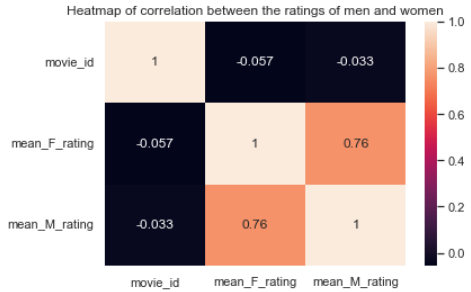 Heatmap of correlation between the ratings of men and women
movie_id
1
-0.057
-0.033
mean_F_rating
-0.057
1
0.76
mean_M_rating
-0.033
0.76
1
movie_id
mean_F_rating
mean_M_rating
1.0
0.8
0.6
0.4
0.2
0.0